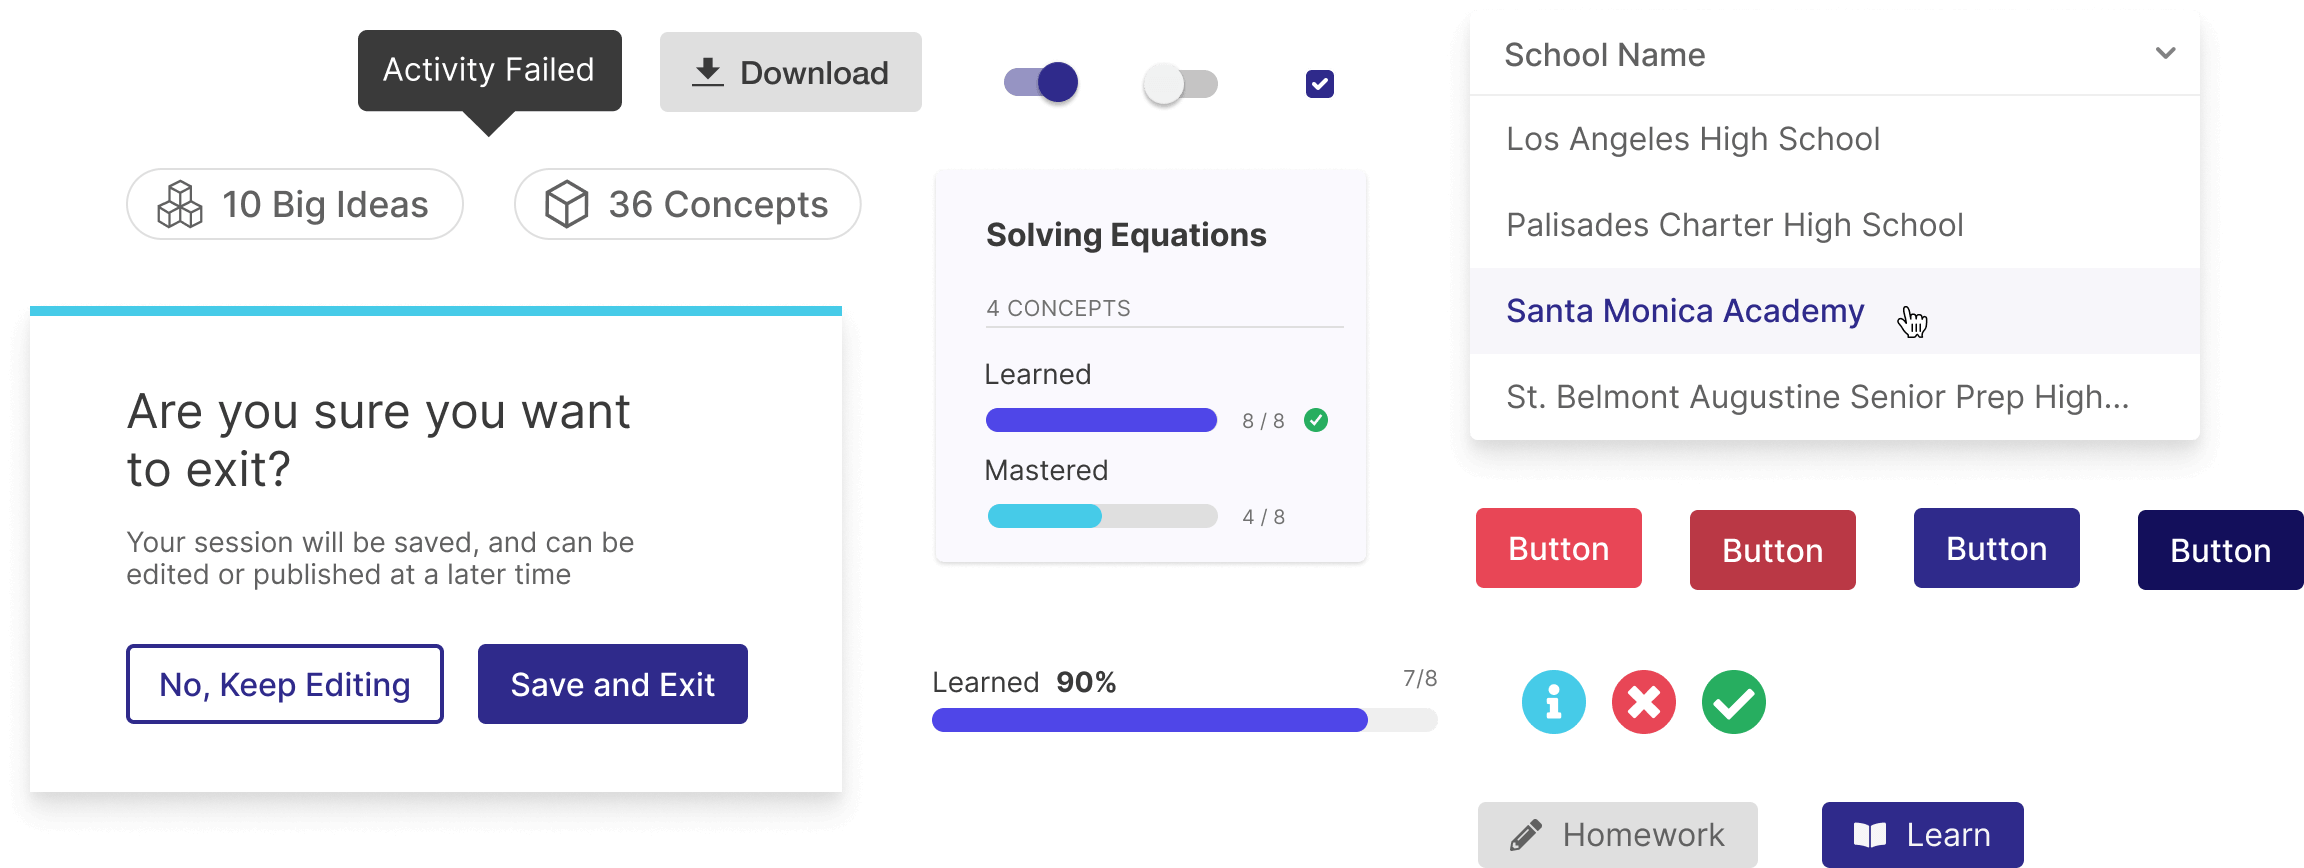 Activity Failed
Download
10 Big Ideas
36 Concepts
Are you sure you want
to exit?
Your session will be saved, and can be
edited or published at a later time
No, Keep Editing
Save and Exit
Solving Equations
4 CONCEPTS
Learned
8 / 8
Mastered
4 / 8
Learned 90%
7/8
School Name
Los Angeles High School
Palisades Charter High School
Santa Monica Academy
St. Belmont Augustine Senior Prep High...
Button
Button
Button
Button
Homework
Learn